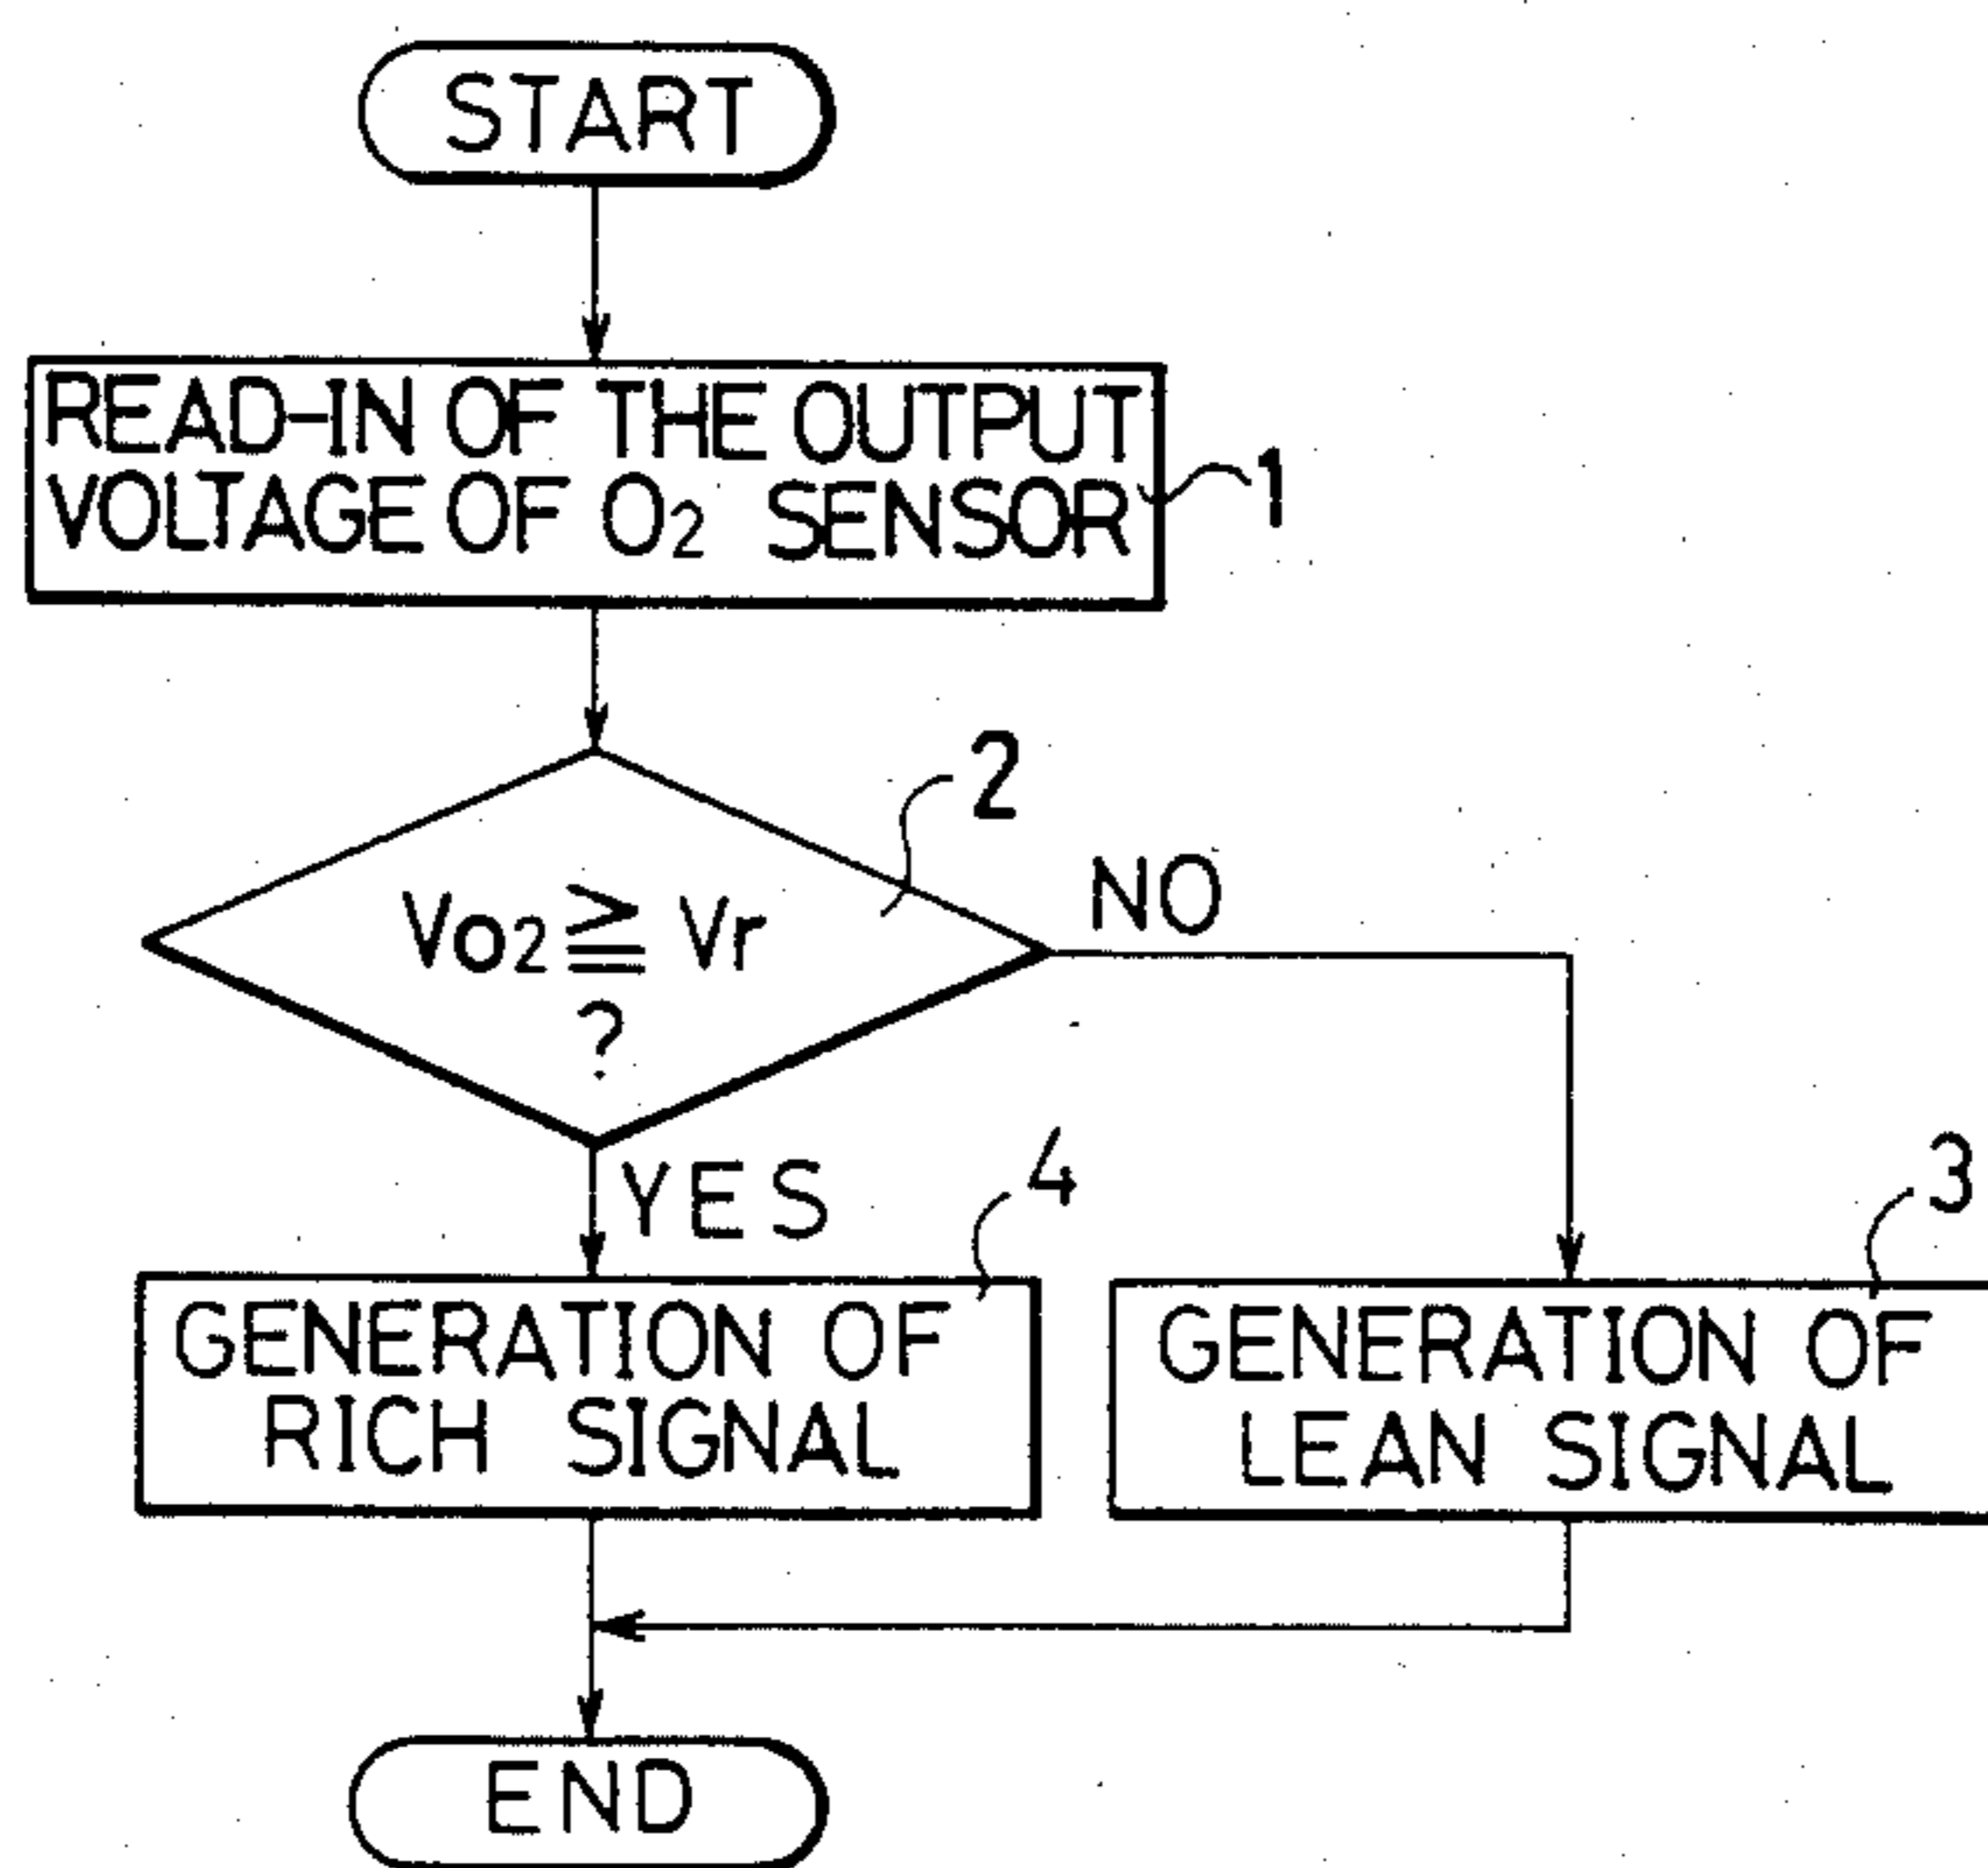 START
READ-IN OF THE OUTPUT
VOLTAGE OF O₂ SENSOR
1
2
Vo₂ ≧ Vr
?
NO
YES
4
3
GENERATION OF
RICH SIGNAL
GENERATION OF
LEAN SIGNAL
END